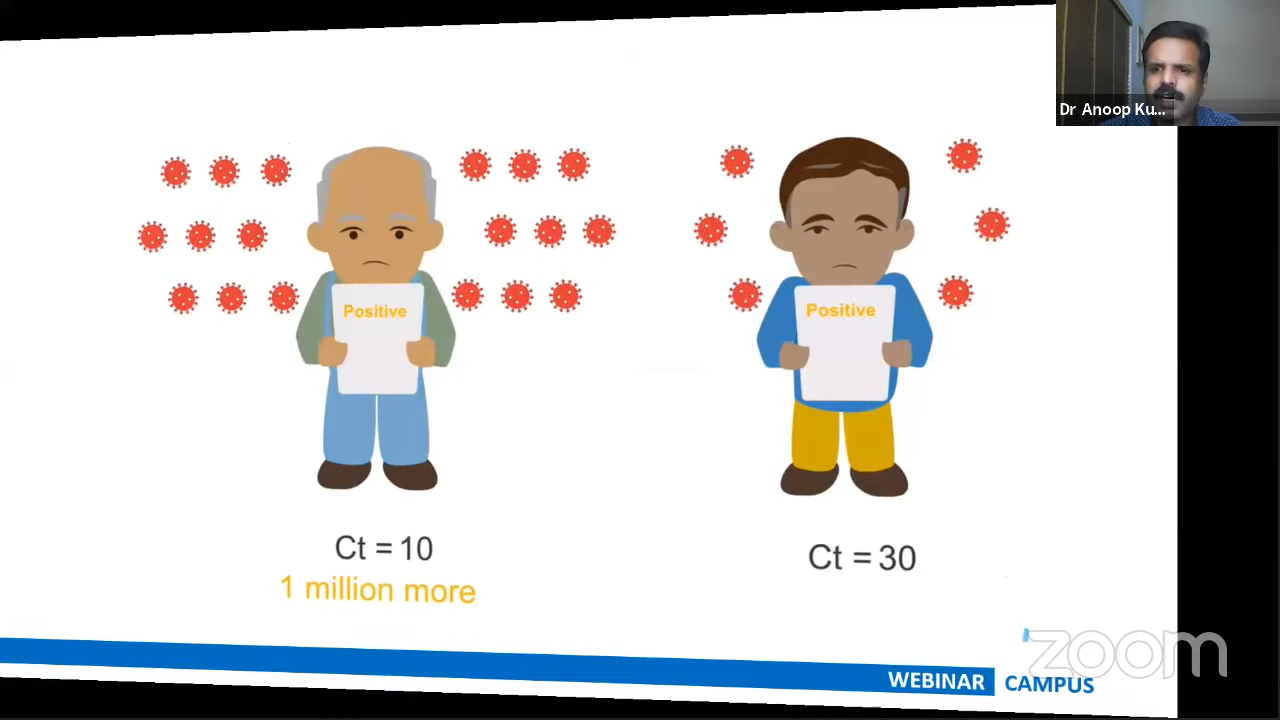 Dr Anoop Ku...
Positive
Positive
Ct = 10
1 million more
Ct = 30
zoom
WEBINAR CAMPUS